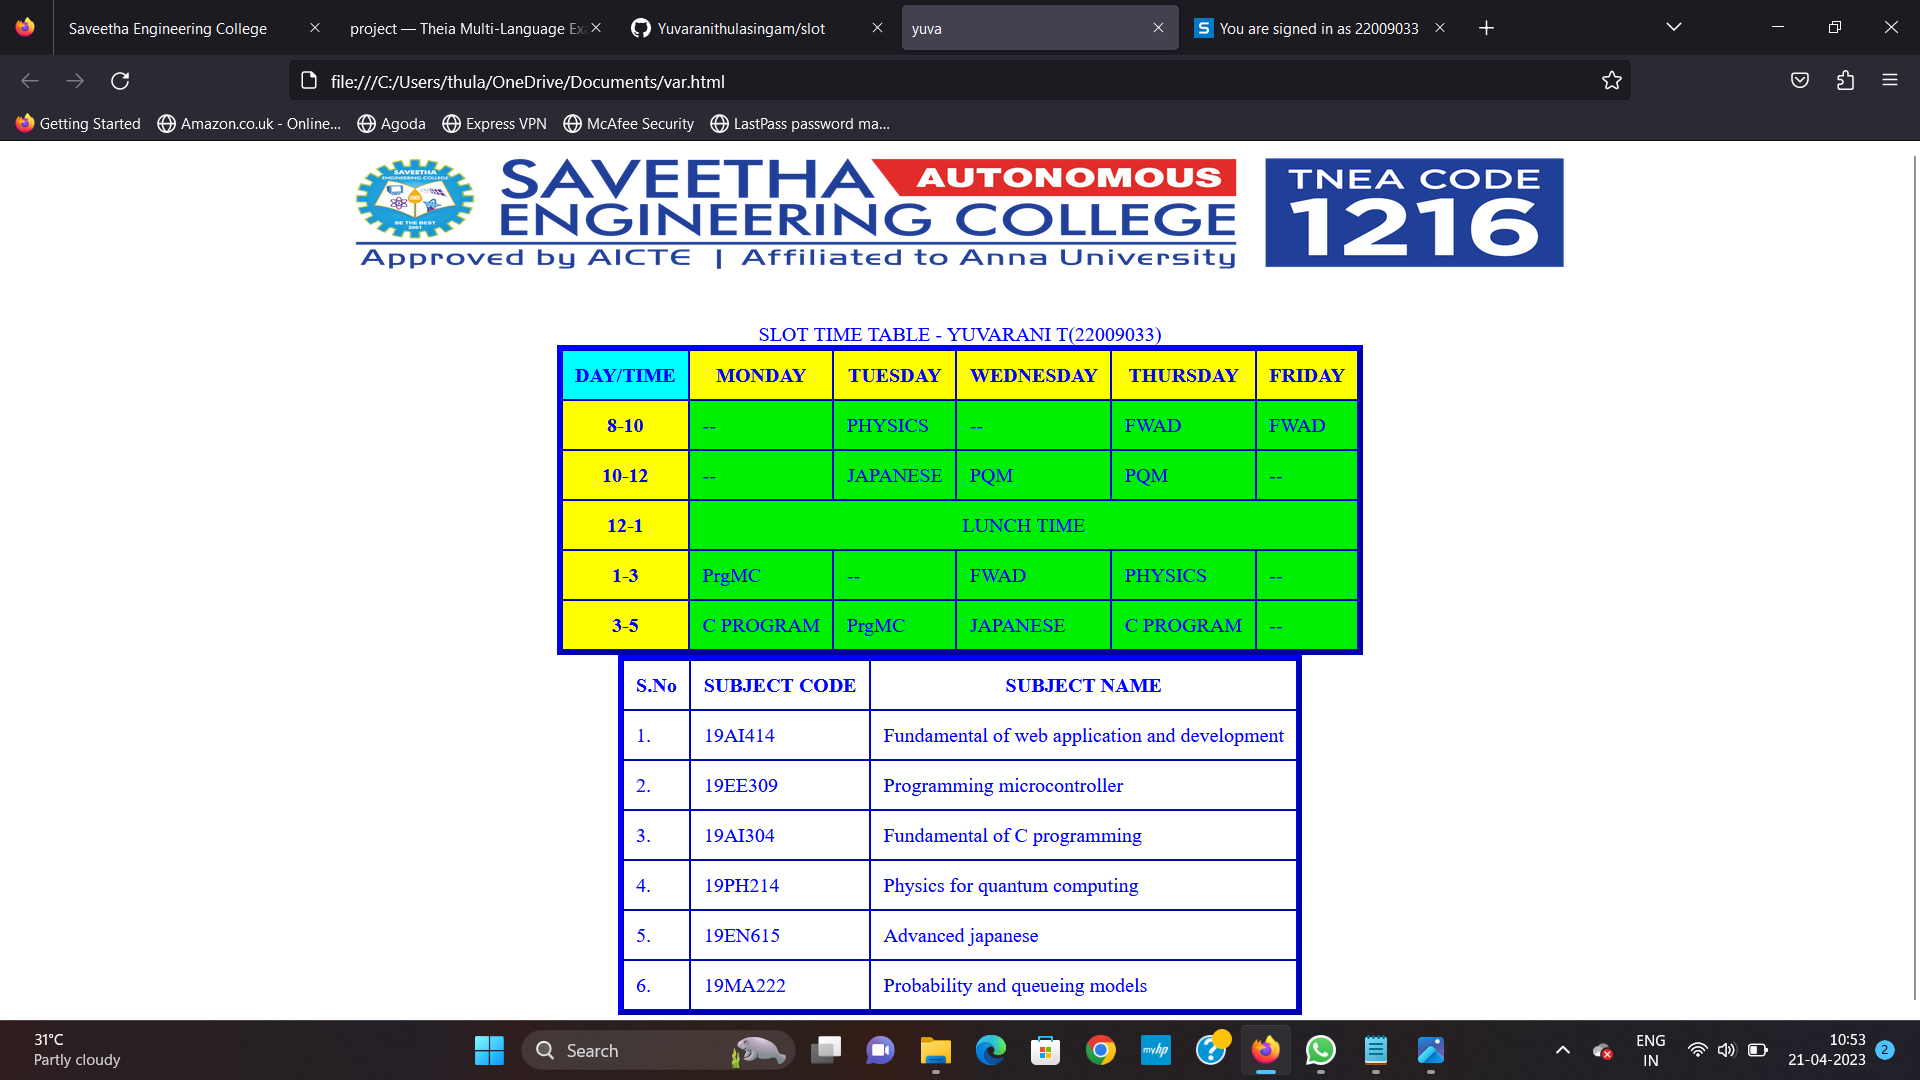 Saveetha Engineering College
project — Theia Multi-Language Ex
Yuvaranithulasingam/slot
yuva
S You are signed in as 22009033
file:///C:/Users/thula/OneDrive/Documents/var.html
Getting Started Amazon.co.uk - Online... Agoda Express VPN McAfee Security LastPass password ma...
SAVEETHA
ENGINEERING COLLEGE
BE THE BEST
2001
SAVEETHA AUTONOMOUS
ENGINEERING COLLEGE
Approved by AICTE | Affiliated to Anna University
TNEA CODE
1216
SLOT TIME TABLE - YUVARANI T(22009033)
DAY/TIME MONDAY TUESDAY WEDNESDAY THURSDAY FRIDAY
8-10 -- PHYSICS -- FWAD FWAD
10-12 -- JAPANESE PQM PQM --
12-1 LUNCH TIME
1-3 PrgMC -- FWAD PHYSICS --
3-5 C PROGRAM PrgMC JAPANESE C PROGRAM --
S.No SUBJECT CODE SUBJECT NAME
1. 19AI414 Fundamental of web application and development
2. 19EE309 Programming microcontroller
3. 19AI304 Fundamental of C programming
4. 19PH214 Physics for quantum computing
5. 19EN615 Advanced japanese
6. 19MA222 Probability and queueing models
31°C
Partly cloudy
Search
myhp
ENG
IN
10:53
21-04-2023
2